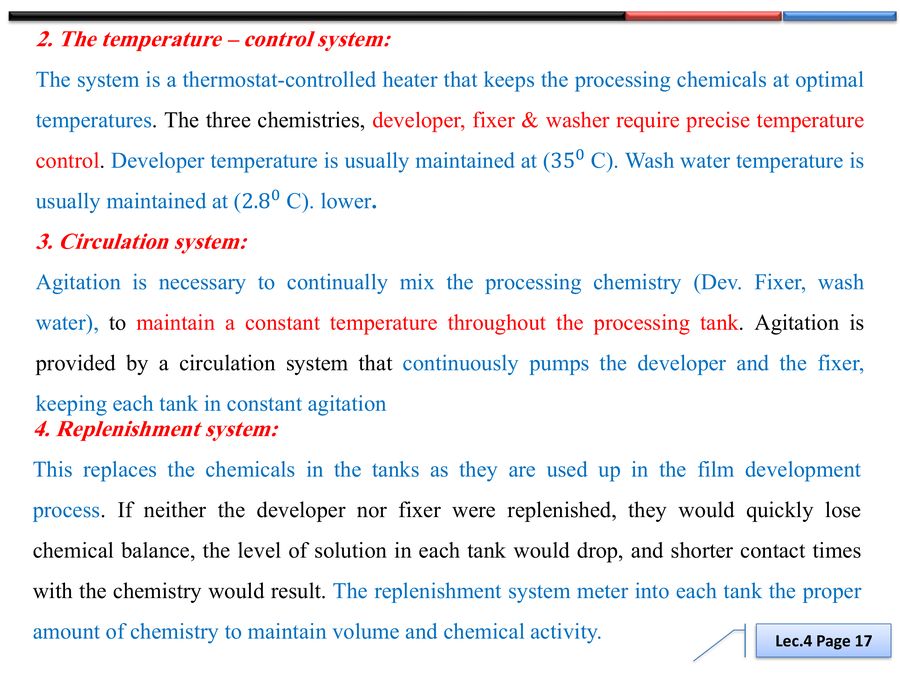 2. The temperature – control system:
The system is a thermostat-controlled heater that keeps the processing chemicals at optimal
temperatures. The three chemistries, developer, fixer & washer require precise temperature
control. Developer temperature is usually maintained at (35⁰ C). Wash water temperature is
usually maintained at (2.8⁰ C). lower.
3. Circulation system:
Agitation is necessary to continually mix the processing chemistry (Dev. Fixer, wash
water), to maintain a constant temperature throughout the processing tank. Agitation is
provided by a circulation system that continuously pumps the developer and the fixer,
keeping each tank in constant agitation
4. Replenishment system:
This replaces the chemicals in the tanks as they are used up in the film development
process. If neither the developer nor fixer were replenished, they would quickly lose
chemical balance, the level of solution in each tank would drop, and shorter contact times
with the chemistry would result. The replenishment system meter into each tank the proper
amount of chemistry to maintain volume and chemical activity.
Lec.4 Page 17